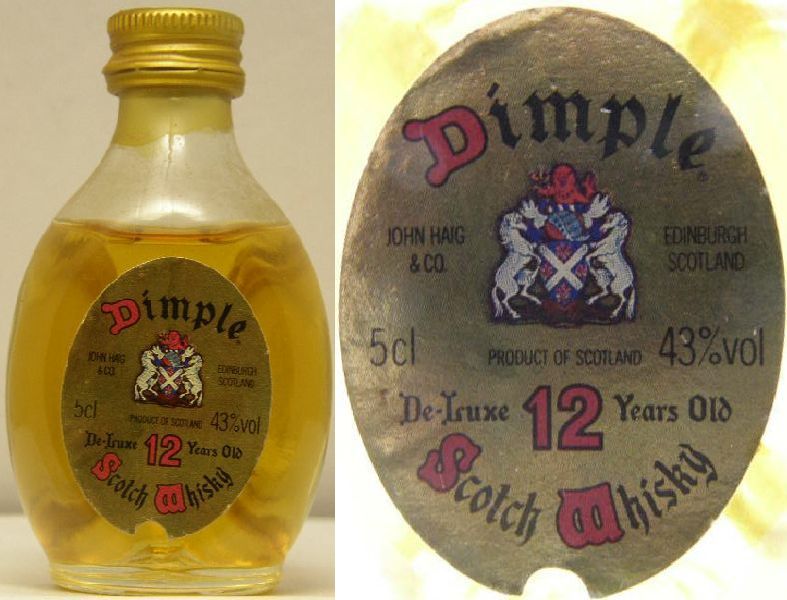 Dimple
JOHN HAIG
& CO.
EDINBURGH
SCOTLAND
5cl
PRODUCT OF SCOTLAND
43%vol
De-Luxe 12 Years Old
Scotch Whisky
Dimple
JOHN HAIG
& CO.
EDINBURGH
SCOTLAND
5cl
PRODUCT OF SCOTLAND
43%vol
De-Luxe 12 Years Old
Scotch Whisky